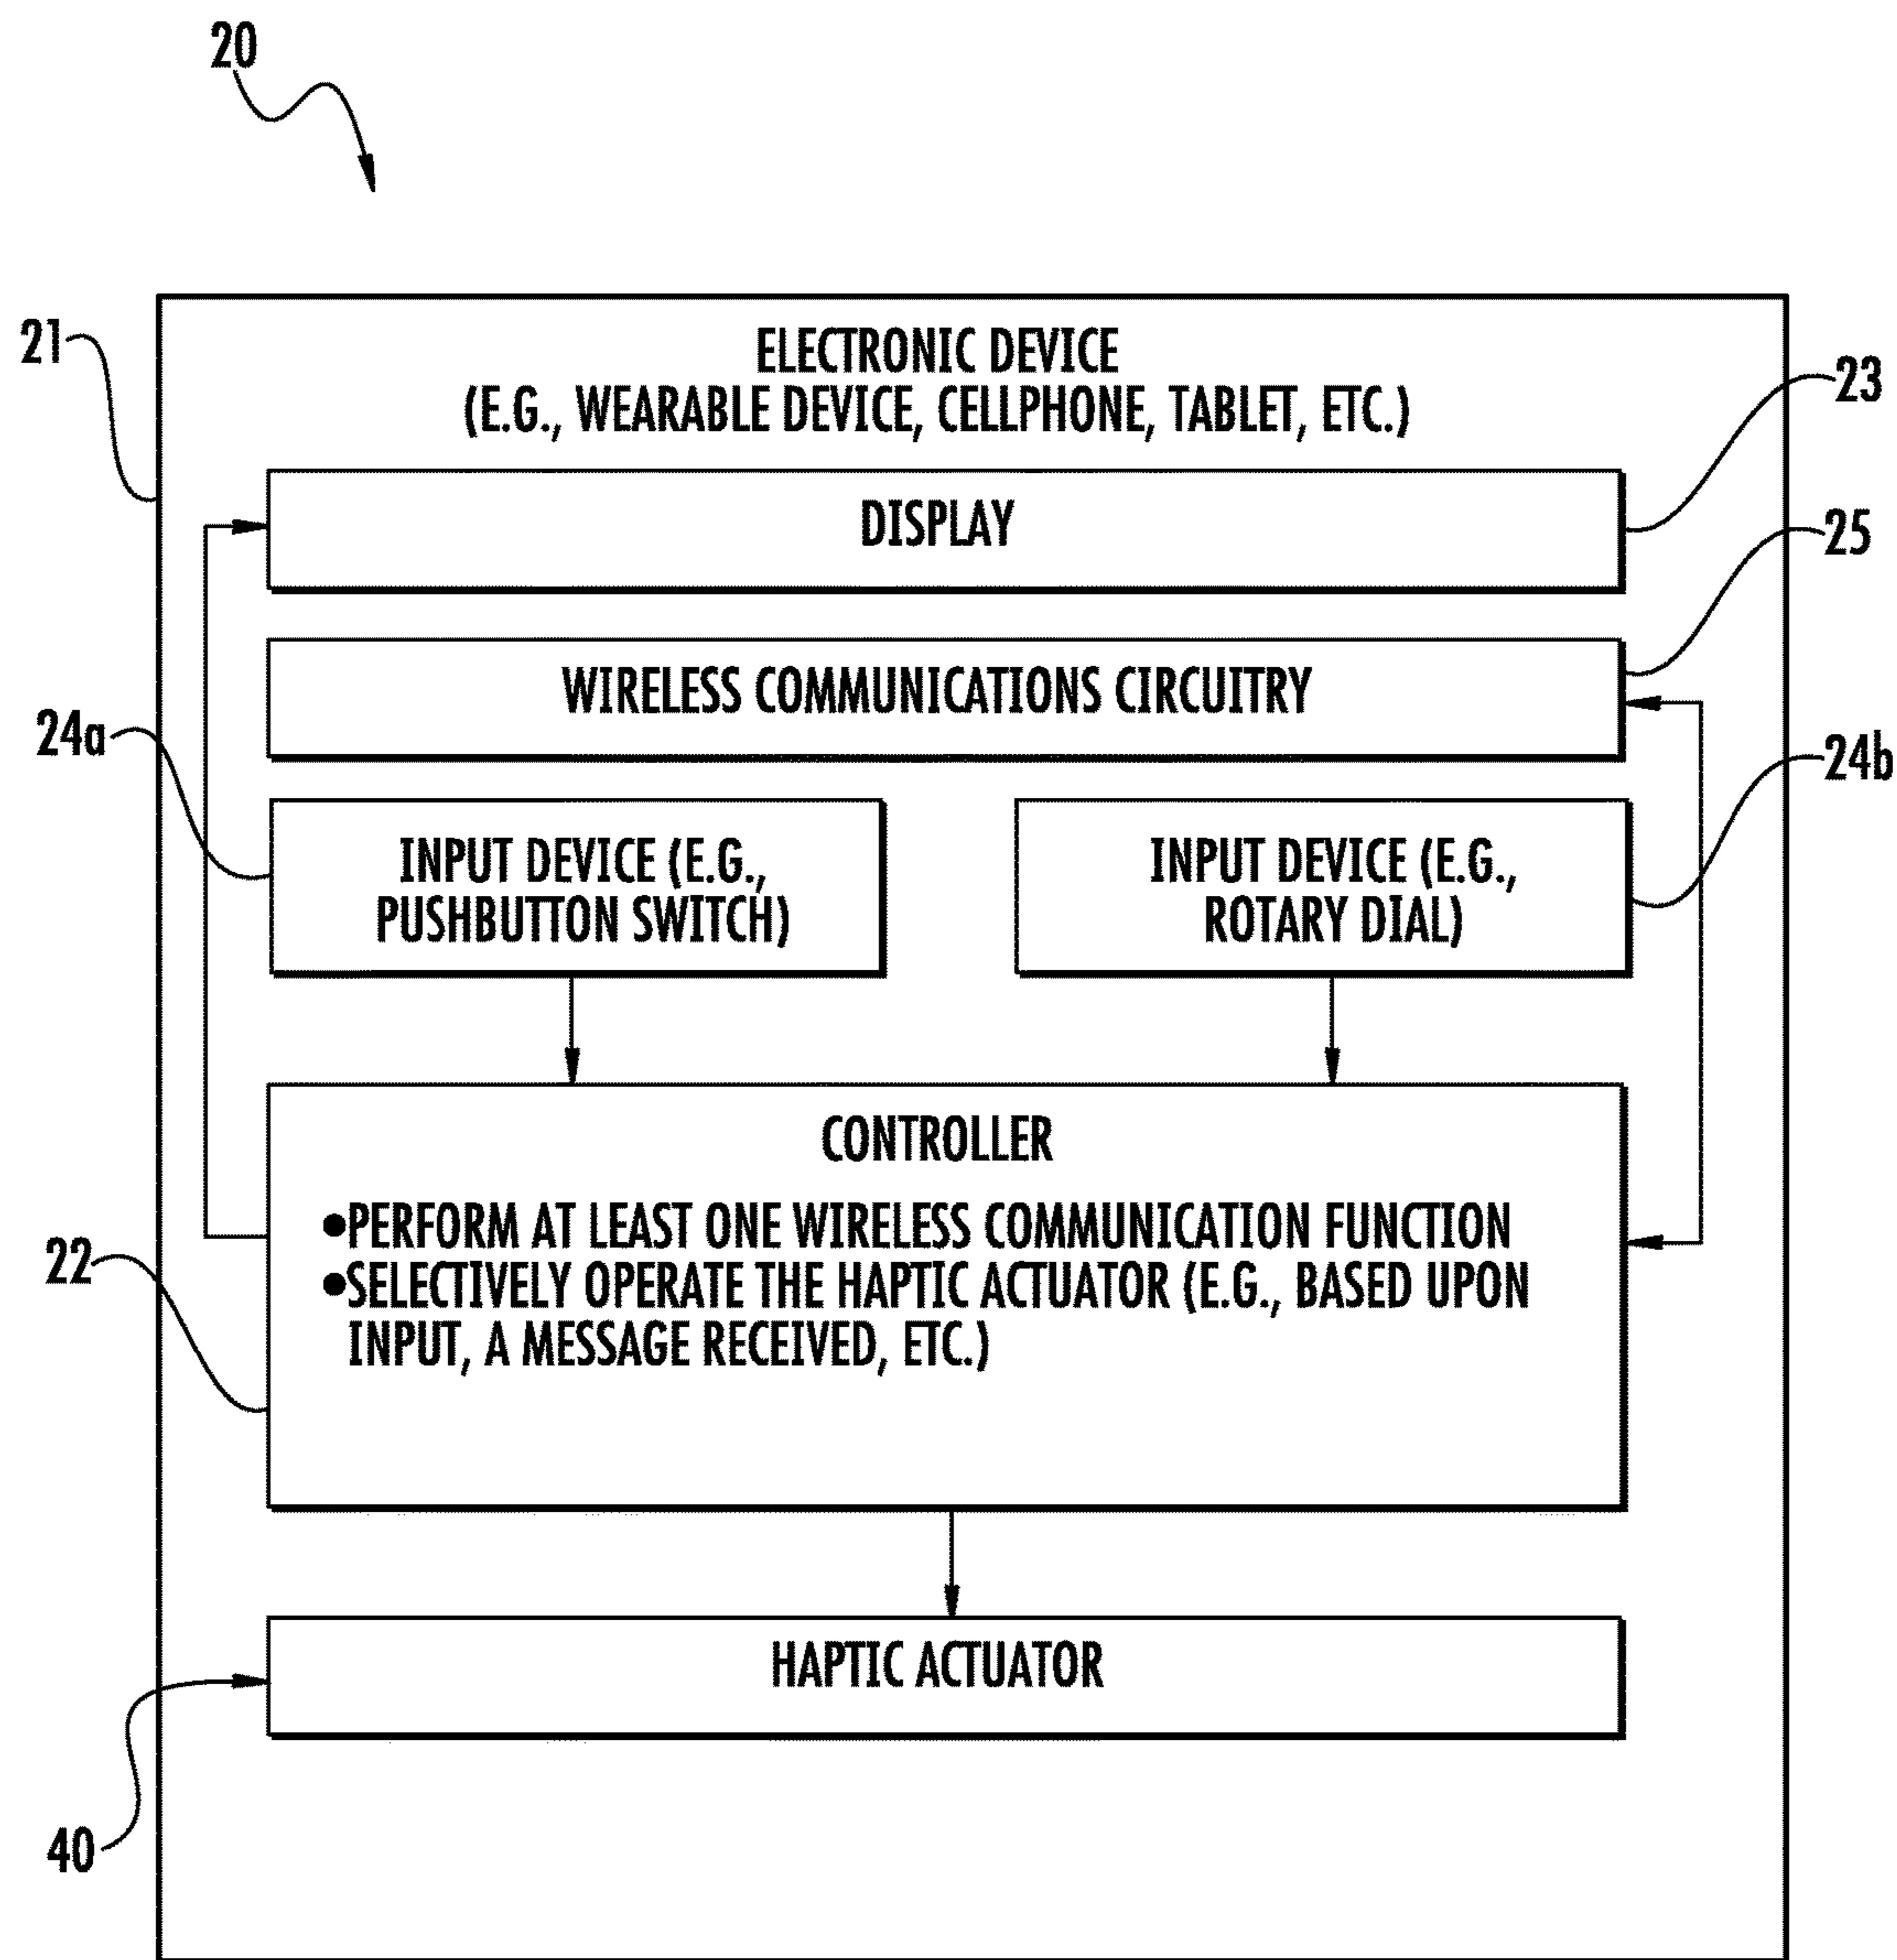 20
21
ELECTRONIC DEVICE
(E.G., WEARABLE DEVICE, CELLPHONE, TABLET, ETC.)
23
DISPLAY
25
WIRELESS COMMUNICATIONS CIRCUITRY
24a
24b
INPUT DEVICE (E.G.,
PUSHBUTTON SWITCH)
INPUT DEVICE (E.G.,
ROTARY DIAL)
CONTROLLER
•PERFORM AT LEAST ONE WIRELESS COMMUNICATION FUNCTION
22
•SELECTIVELY OPERATE THE HAPTIC ACTUATOR (E.G., BASED UPON
INPUT, A MESSAGE RECEIVED, ETC.)
HAPTIC ACTUATOR
40